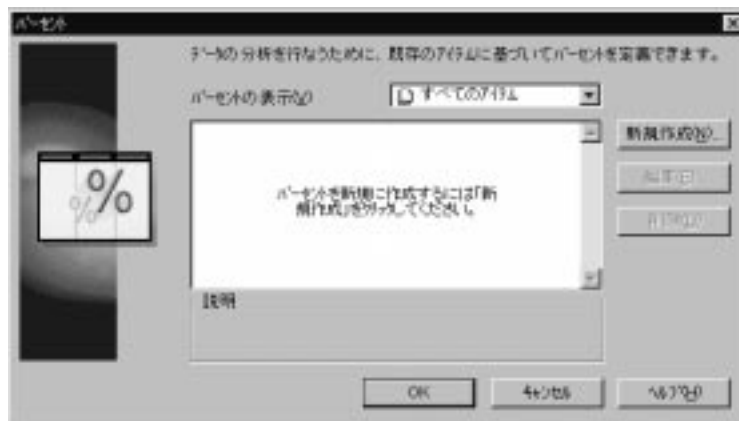 パーセント
データの分析を行なうために、既存のアイテムに基づいてパーセントを定義できます。
パーセントの表示(V)
すべてのアイテム
新規作成(N)...
パーセントを新規に作成するには「新
規作成」をクリックしてください。
編集(E)...
削除(D)
説明
OK
キャンセル
ヘルプ(H)
%
%